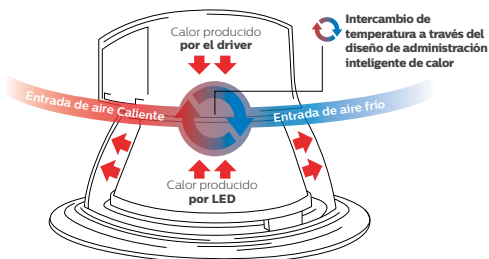 Calor producido
por el driver
Intercambio de
temperatura a través del
diseño de administración
inteligente de calor
Entrada de aire Caliente
Entrada de aire frío
Calor producido
por LED